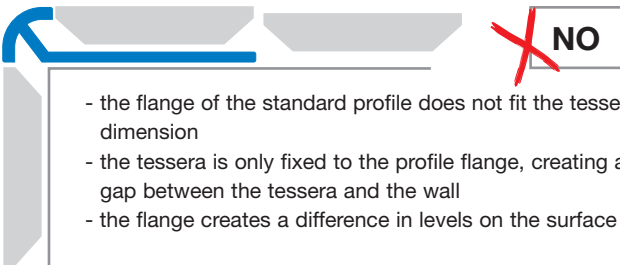 NO
- the flange of the standard profile does not fit the
dimension
- the tessera is only fixed to the profile flange, creating a
gap between the tessera and the wall
- the flange creates a difference in levels on the surface